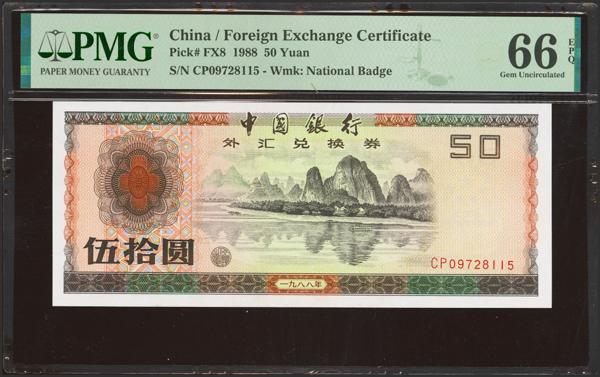 PMG
PAPER MONEY GUARANTY
China / Foreign Exchange Certificate
Pick# FX8 1988 50 Yuan
S/N CP09728115 - Wmk: National Badge
66 EPQ
Gem Uncirculated
中國銀行
外汇兑换券
50
伍拾圆
CP09728115
一九八八年